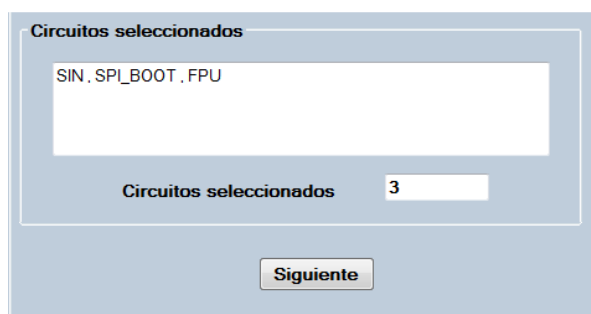 Circuitos seleccionados
SIN , SPI_BOOT , FPU
Circuitos seleccionados 3
Siguiente